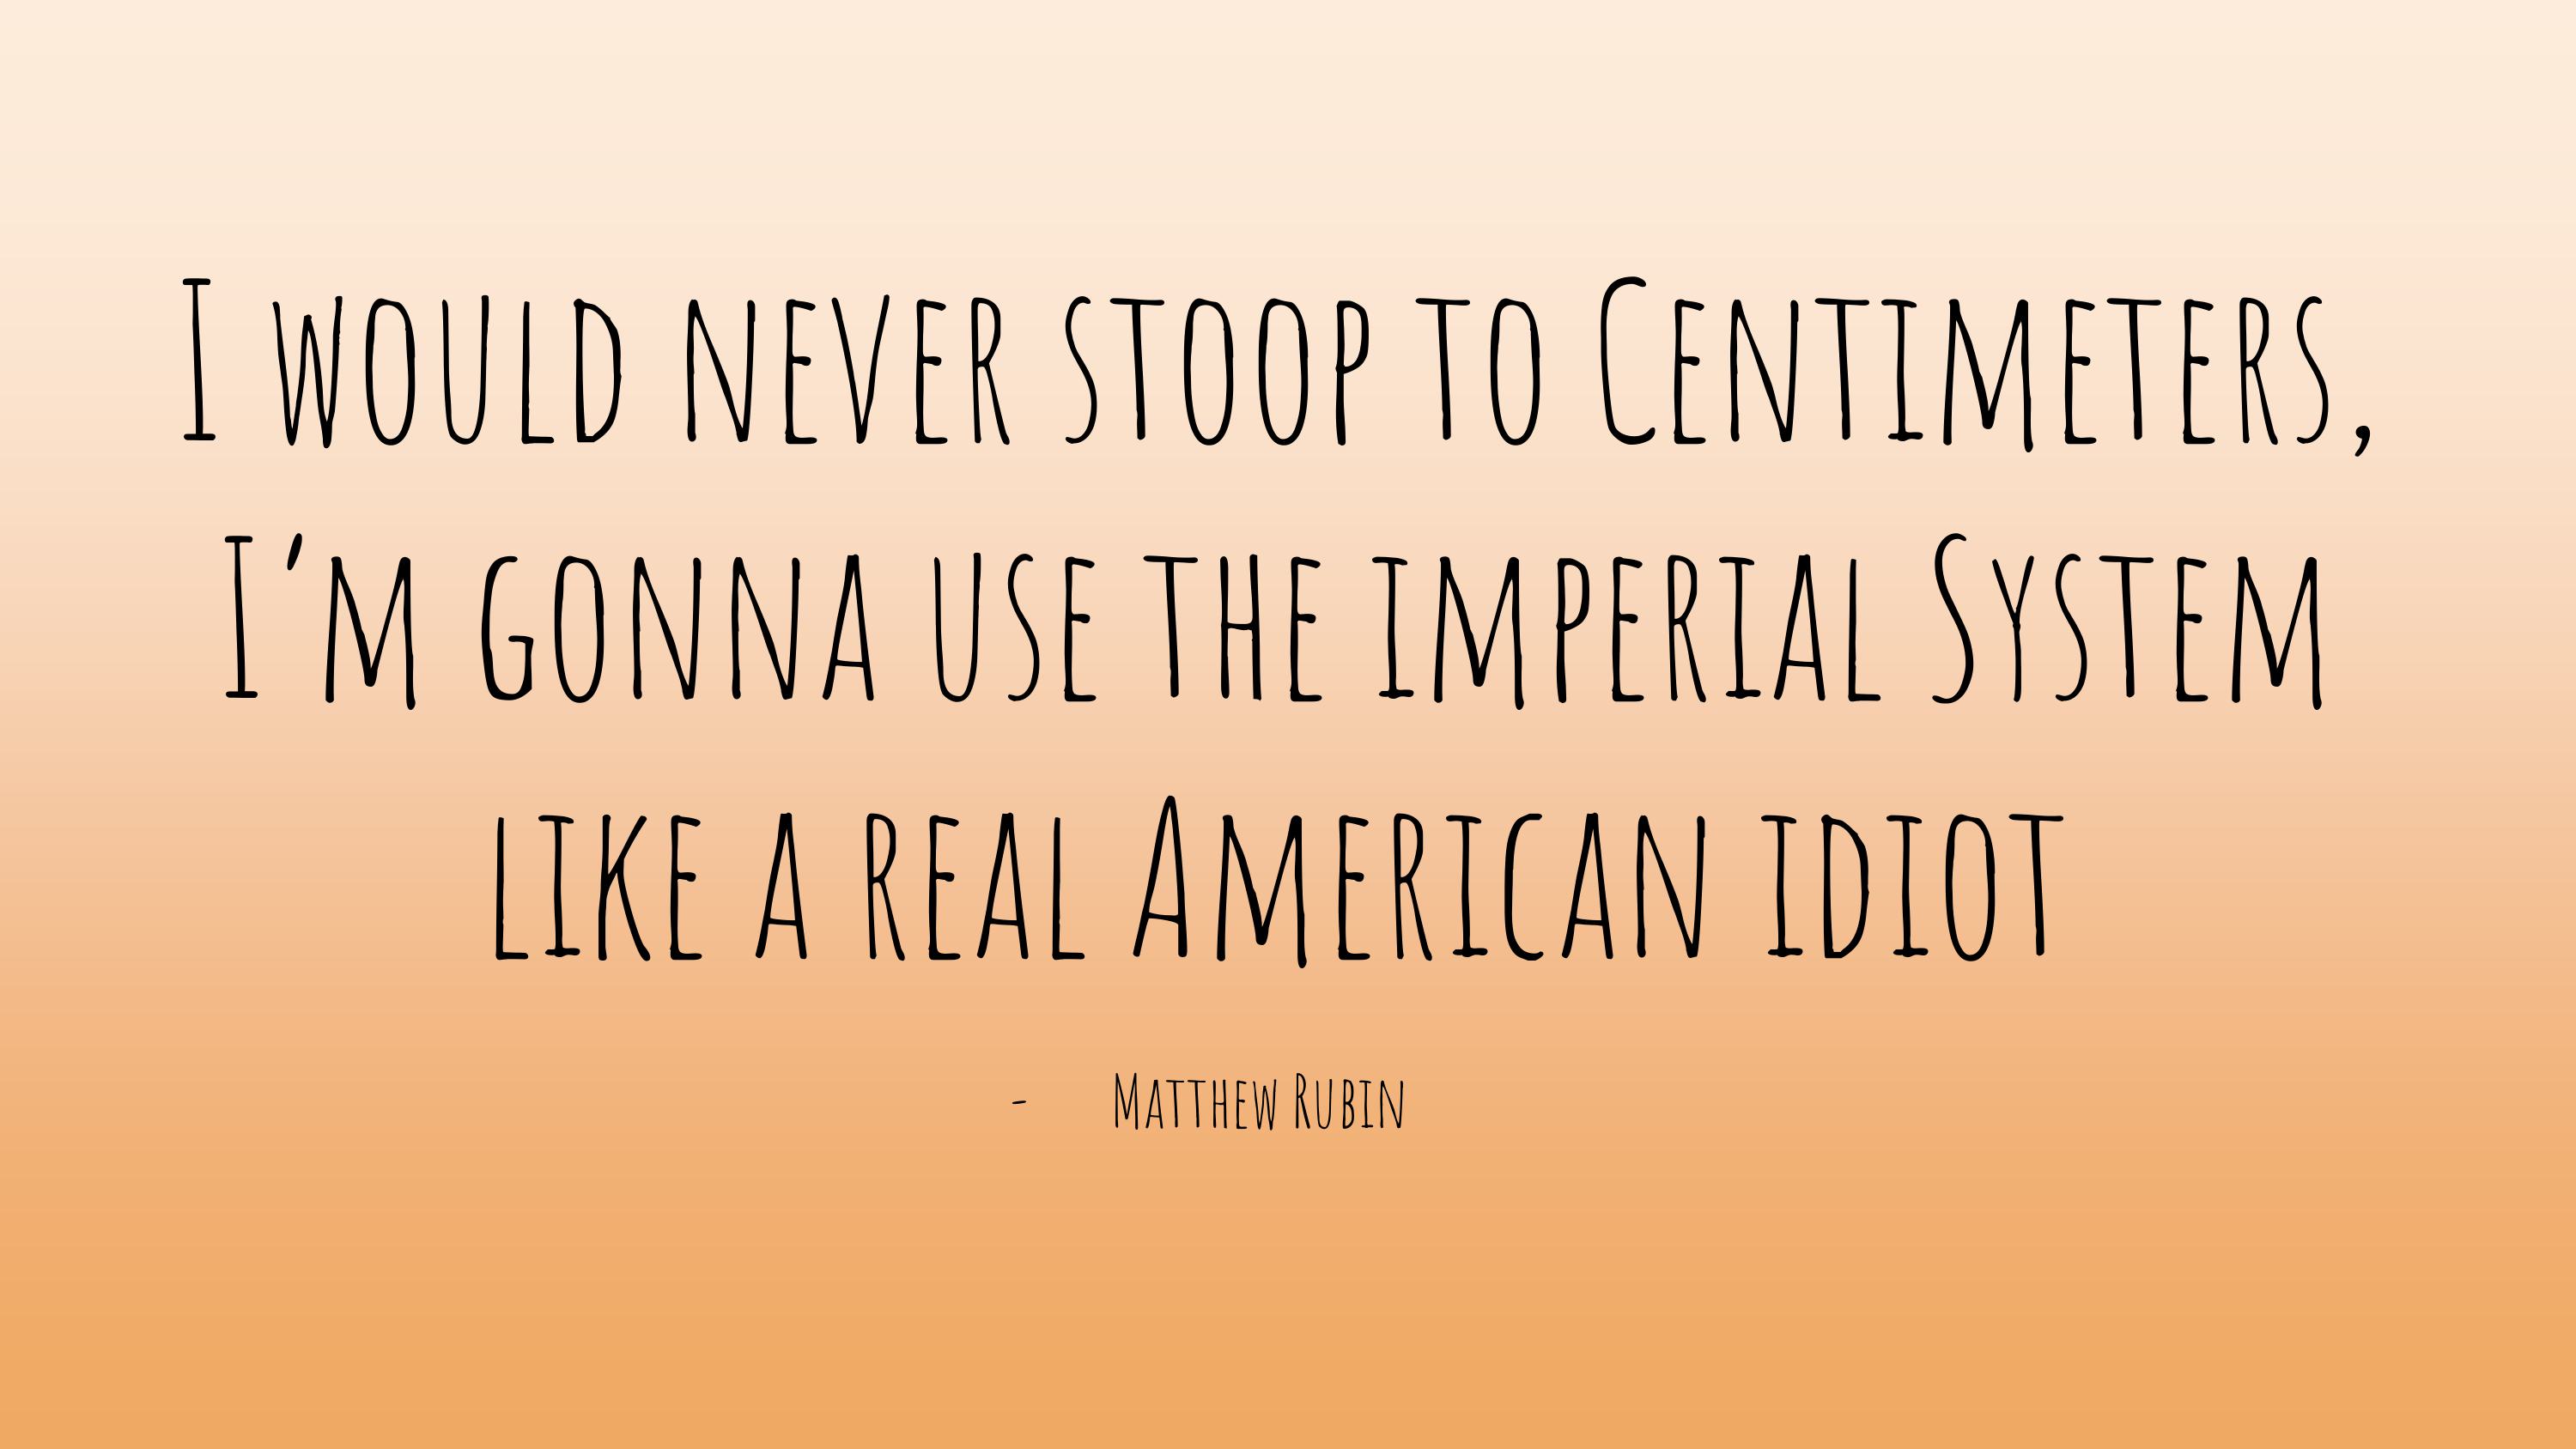 I would never stoop to Centimeters,
I'm gonna use the imperial System
like a real American idiot
- Matthew Rubin